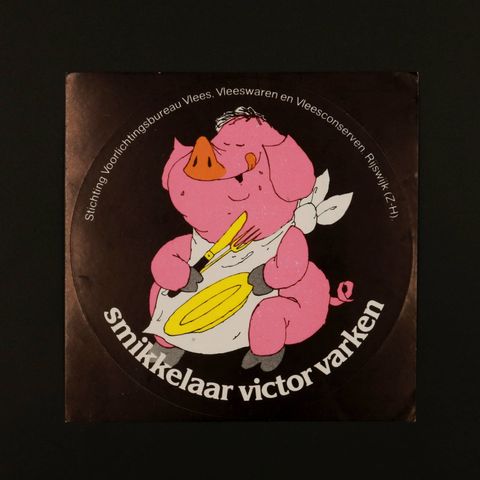 Stichting Voorlichtingsbureau Vlees, Vleeswaren en Vleesconserven Rijswijk (Z-H).
smikkelaar victor varken